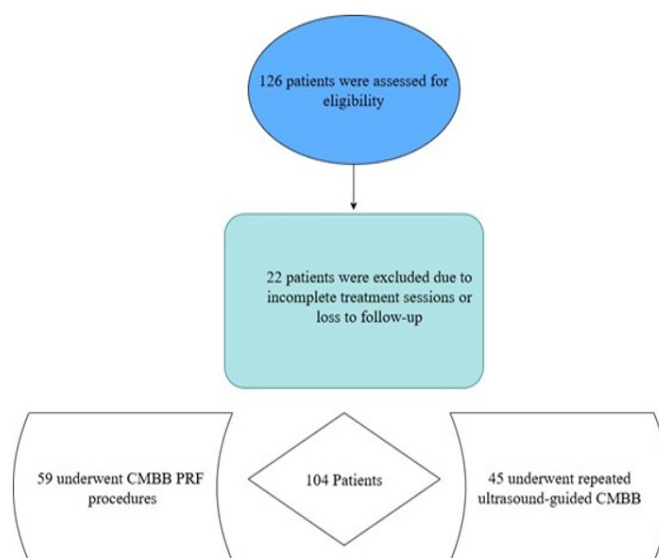 126 patients were assessed for
eligibility
22 patients were excluded due to
incomplete treatment sessions or
loss to follow-up
59 underwent CMBB PRF
procedures
104 Patients
45 underwent repeated
ultrasound-guided CMBB